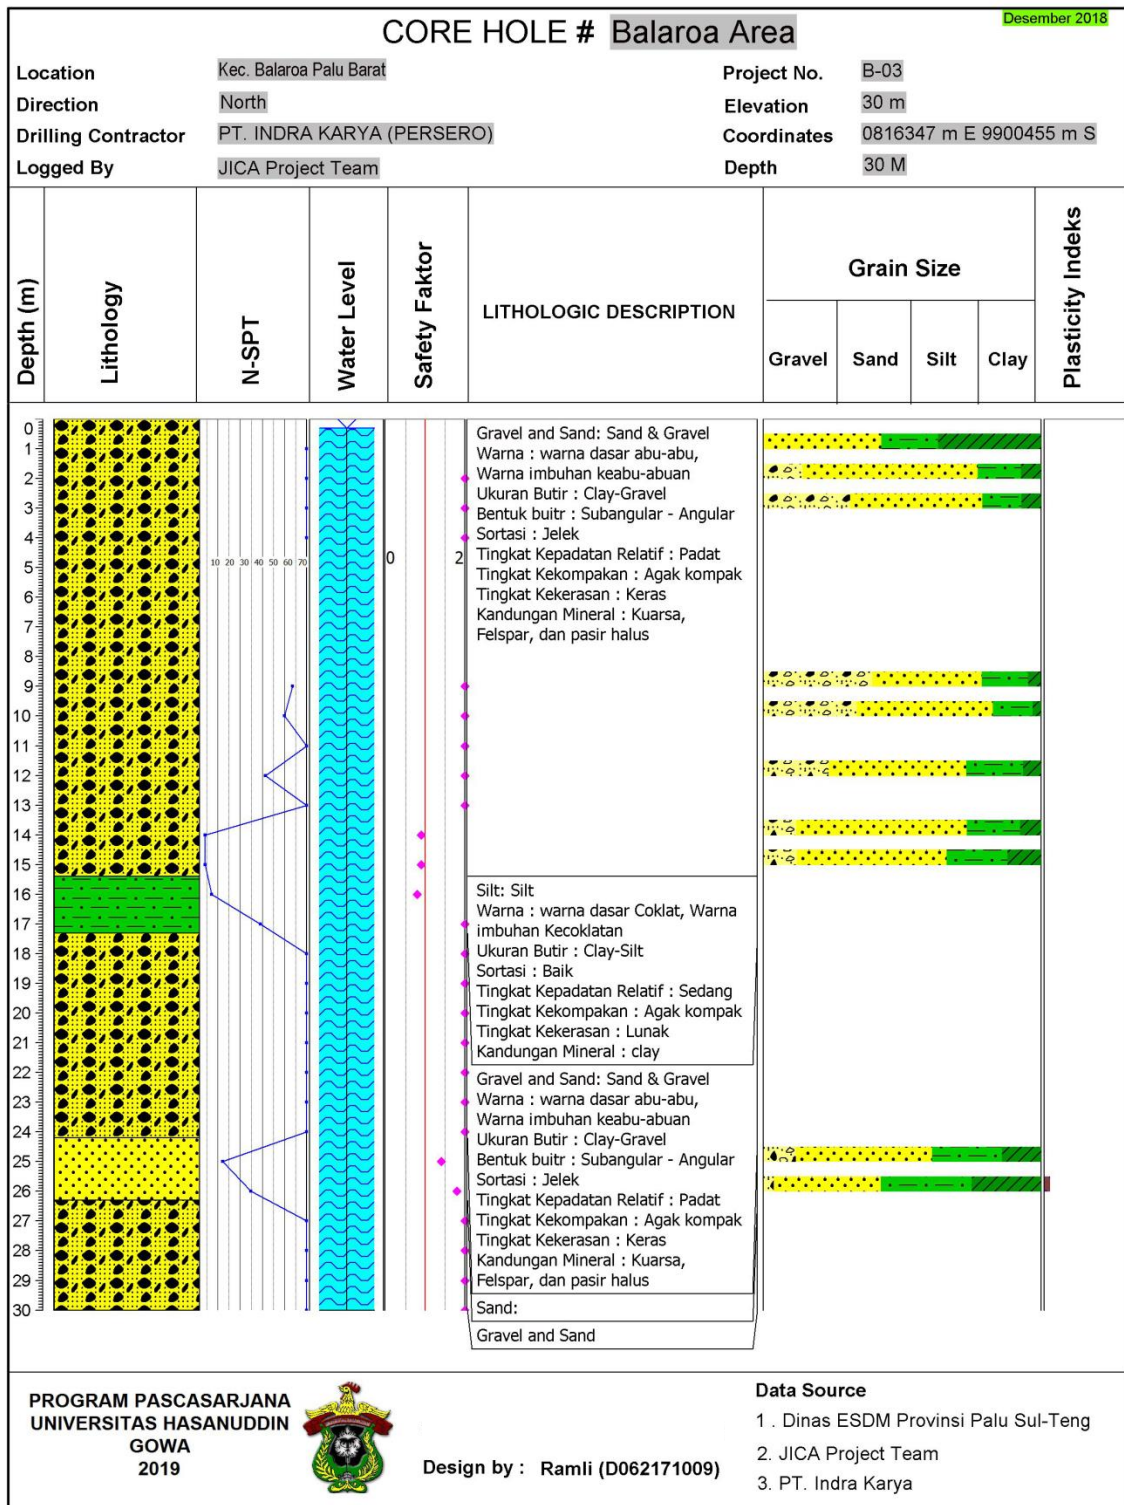 Desember 2018
CORE HOLE # Balaroa Area
Location Kec. Balaroa Palu Barat
Project No. B-03
Direction North
Elevation 30 m
Drilling Contractor PT. INDRA KARYA (PERSERO)
Coordinates 0816347 m E 9900455 m S
Logged By JICA Project Team
Depth 30 M
Depth (m)
Lithology
N-SPT
Water Level
Safety Faktor
LITHOLOGIC DESCRIPTION
Grain Size
Gravel Sand Silt Clay
Plasticity Indeks
0
1
2
3
4
5
6
7
8
9
10
11
12
13
14
15
16
17
18
19
20
21
22
23
24
25
26
27
28
29
30
10 20 30 40 50 60 70
0 2
Gravel and Sand: Sand & Gravel
Warna : warna dasar abu-abu,
Warna imbuhan keabu-abuan
Ukuran Butir : Clay-Gravel
Bentuk buitr : Subangular - Angular
Sortasi : Jelek
Tingkat Kepadatan Relatif : Padat
Tingkat Kekompakan : Agak kompak
Tingkat Kekerasan : Keras
Kandungan Mineral : Kuarsa,
Felspar, dan pasir halus
Silt: Silt
Warna : warna dasar Coklat, Warna
imbuhan Kecoklatan
Ukuran Butir : Clay-Silt
Sortasi : Baik
Tingkat Kepadatan Relatif : Sedang
Tingkat Kekompakan : Agak kompak
Tingkat Kekerasan : Lunak
Kandungan Mineral : clay
Gravel and Sand: Sand & Gravel
Warna : warna dasar abu-abu,
Warna imbuhan keabu-abuan
Ukuran Butir : Clay-Gravel
Bentuk buitr : Subangular - Angular
Sortasi : Jelek
Tingkat Kepadatan Relatif : Padat
Tingkat Kekompakan : Agak kompak
Tingkat Kekerasan : Keras
Kandungan Mineral : Kuarsa,
Felspar, dan pasir halus
Sand:
Gravel and Sand
PROGRAM PASCASARJANA
UNIVERSITAS HASANUDDIN
GOWA
2019
Design by : Ramli (D062171009)
Data Source
1 . Dinas ESDM Provinsi Palu Sul-Teng
2. JICA Project Team
3. PT. Indra Karya